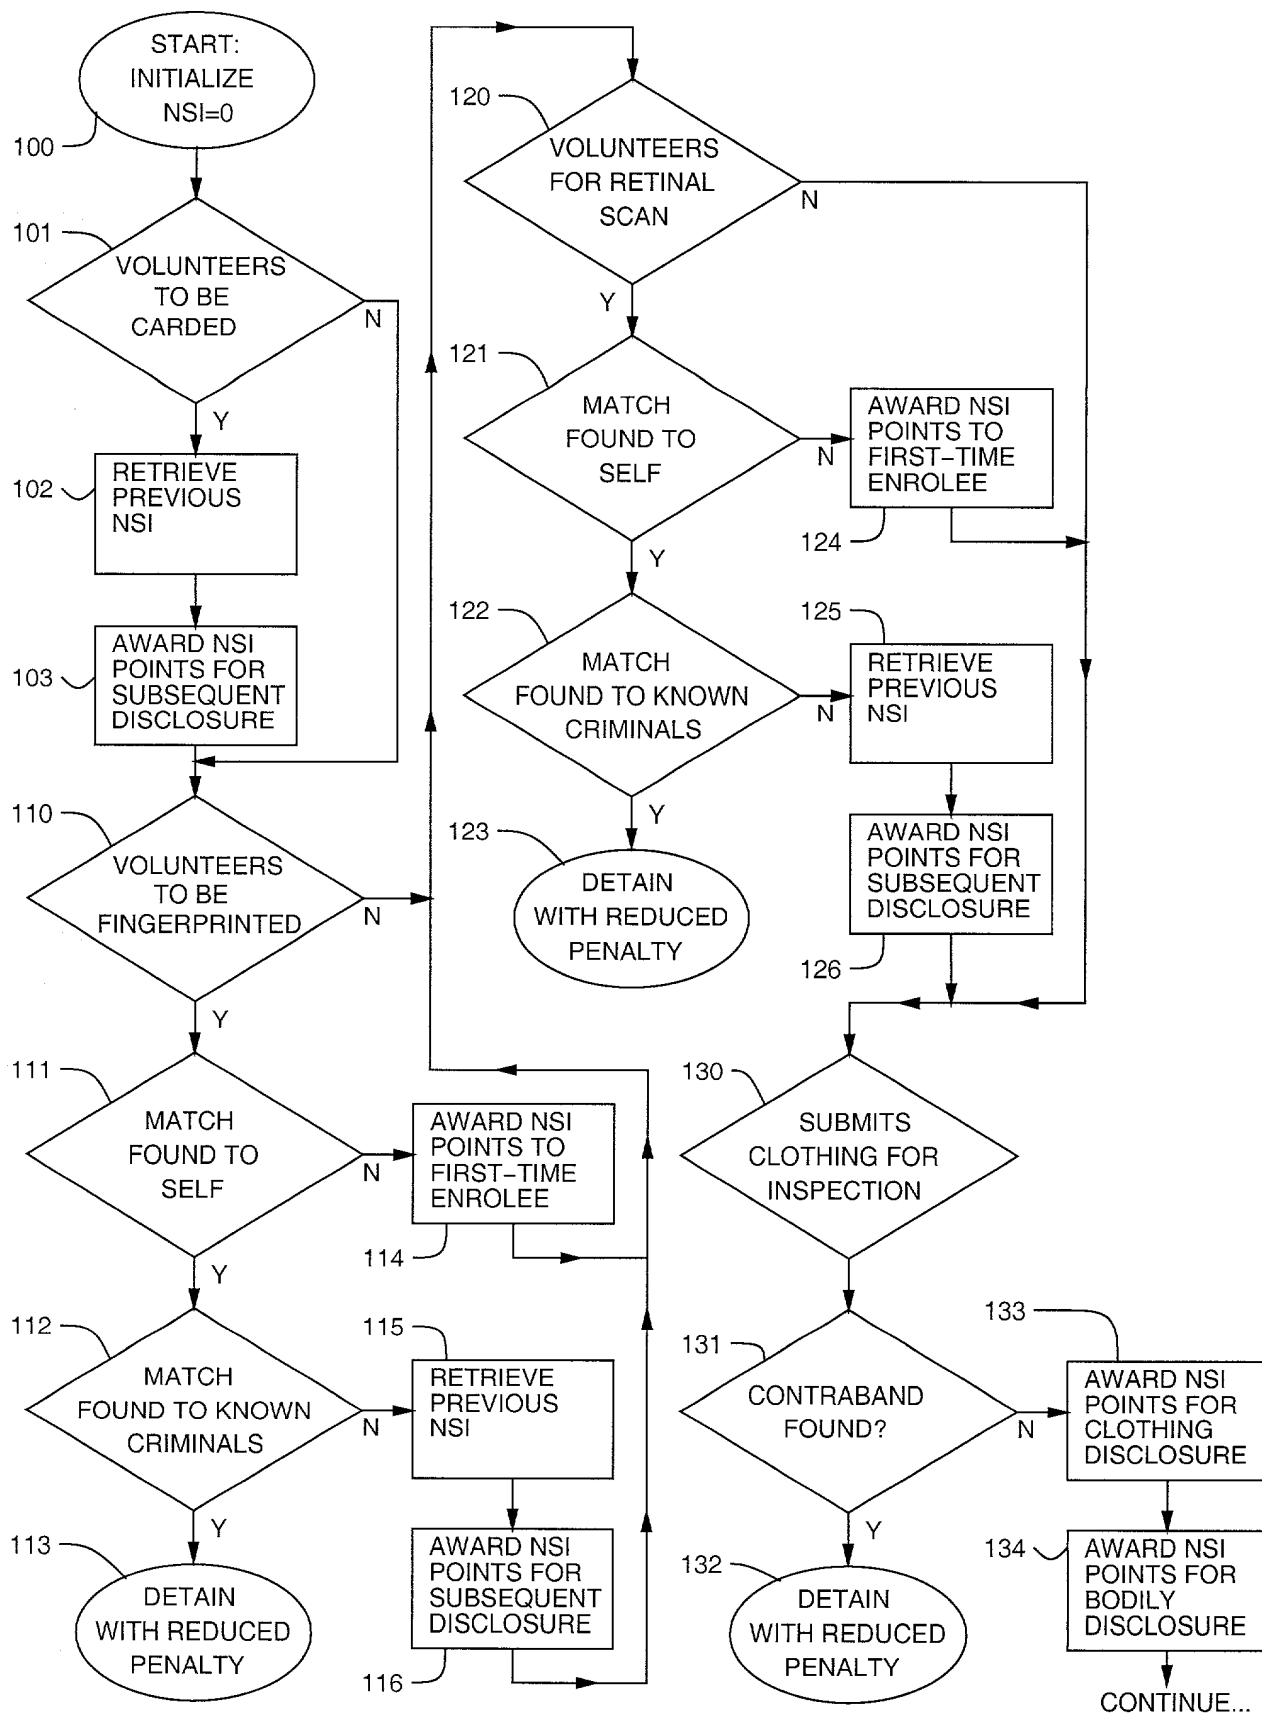 START:
INITIALIZE
NSI=0
100
101
VOLUNTEERS
TO BE
CARDED
N
Y
102
RETRIEVE
PREVIOUS
NSI
103
AWARD NSI
POINTS FOR
SUBSEQUENT
DISCLOSURE
110
VOLUNTEERS
TO BE
FINGERPRINTED
N
Y
111
MATCH
FOUND TO
SELF
N
Y
114
AWARD NSI
POINTS TO
FIRST-TIME
ENROLEE
112
MATCH
FOUND TO KNOWN
CRIMINALS
N
Y
115
RETRIEVE
PREVIOUS
NSI
113
DETAIN
WITH REDUCED
PENALTY
116
AWARD NSI
POINTS FOR
SUBSEQUENT
DISCLOSURE
120
VOLUNTEERS
FOR RETINAL
SCAN
N
Y
121
MATCH
FOUND TO
SELF
N
Y
AWARD NSI
POINTS TO
FIRST-TIME
ENROLEE
124
122
MATCH
FOUND TO KNOWN
CRIMINALS
N
Y
125
RETRIEVE
PREVIOUS
NSI
123
DETAIN
WITH REDUCED
PENALTY
AWARD NSI
POINTS FOR
SUBSEQUENT
DISCLOSURE
126
130
SUBMITS
CLOTHING FOR
INSPECTION
131
CONTRABAND
FOUND?
N
Y
133
AWARD NSI
POINTS FOR
CLOTHING
DISCLOSURE
132
DETAIN
WITH REDUCED
PENALTY
134
AWARD NSI
POINTS FOR
BODILY
DISCLOSURE
CONTINUE...